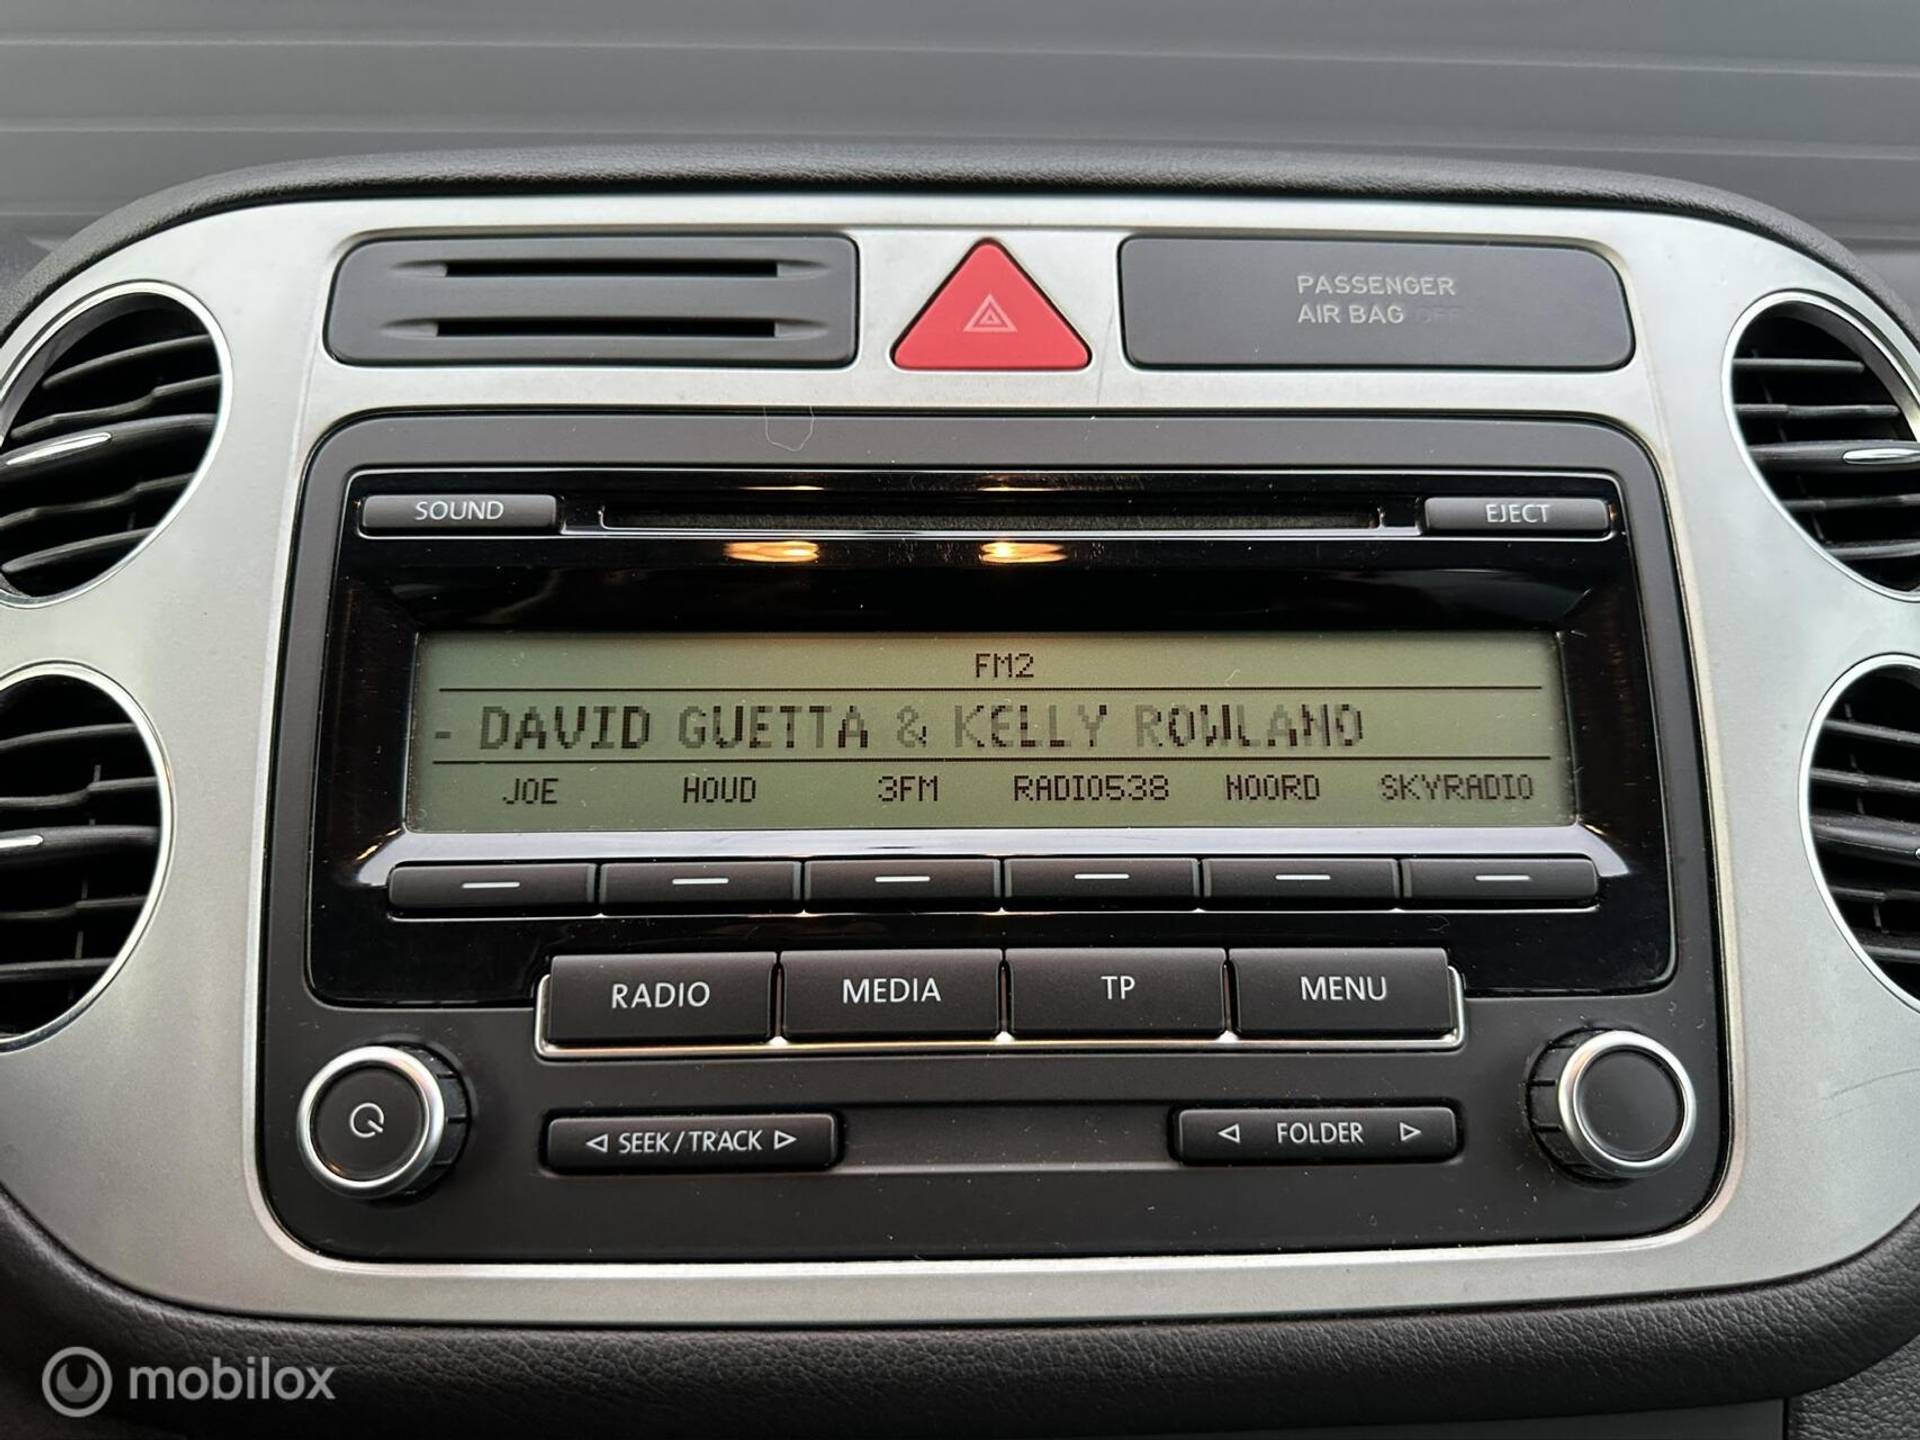 PASSENGER
AIR BAG OFF
SOUND
EJECT
FM2
- DAVID GUETTA & KELLY ROWLAND
JOE HOUD 3FM RADIO538 NOORD SKYRADIO
RADIO MEDIA TP MENU
SEEK/TRACK
FOLDER
mobilox